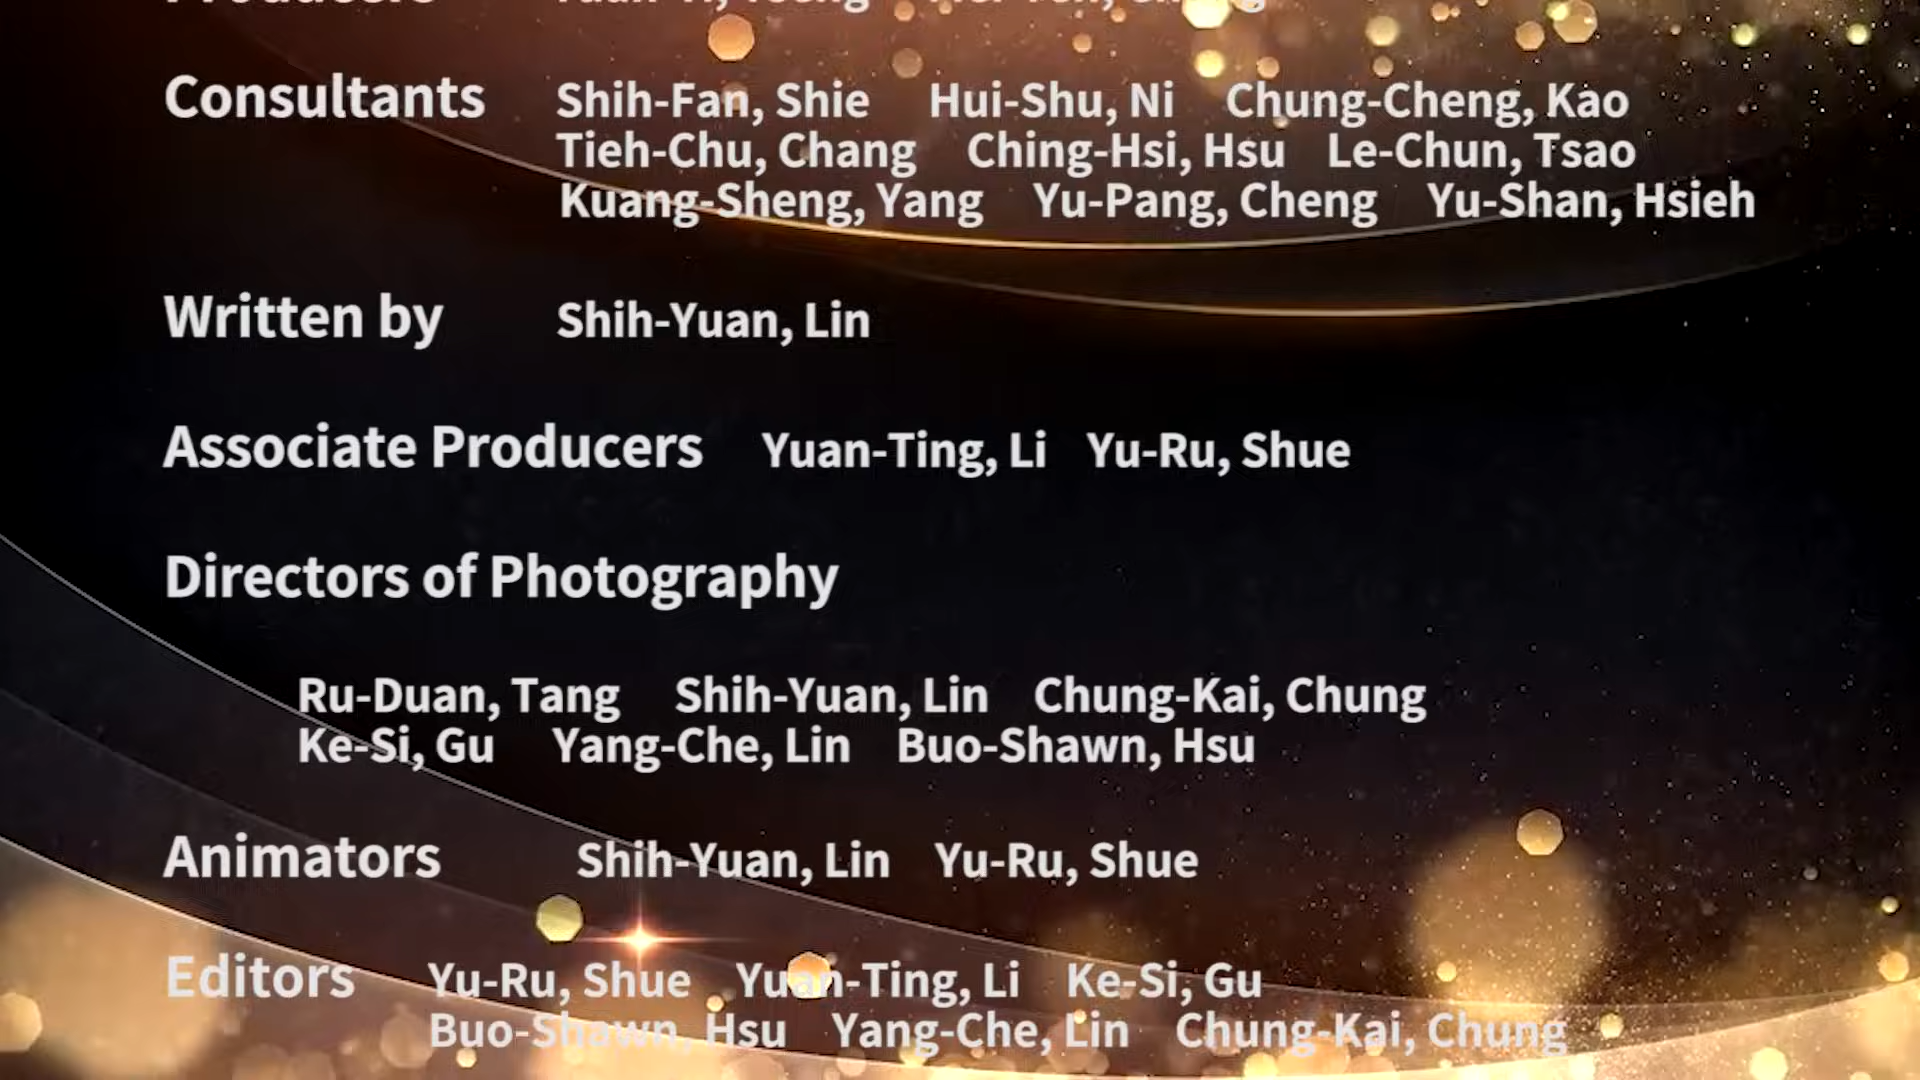 Producers
Consultants Shih-Fan, Shie Hui-Shu, Ni Chung-Cheng, Kao
Tieh-Chu, Chang Ching-Hsi, Hsu Le-Chun, Tsao
Kuang-Sheng, Yang Yu-Pang, Cheng Yu-Shan, Hsieh
Written by Shih-Yuan, Lin
Associate Producers Yuan-Ting, Li Yu-Ru, Shue
Directors of Photography
Ru-Duan, Tang Shih-Yuan, Lin Chung-Kai, Chung
Ke-Si, Gu Yang-Che, Lin Buo-Shawn, Hsu
Animators Shih-Yuan, Lin Yu-Ru, Shue
Editors Yu-Ru, Shue Yuan-Ting, Li Ke-Si, Gu
Buo-Shawn, Hsu Yang-Che, Lin Chung-Kai, Chung